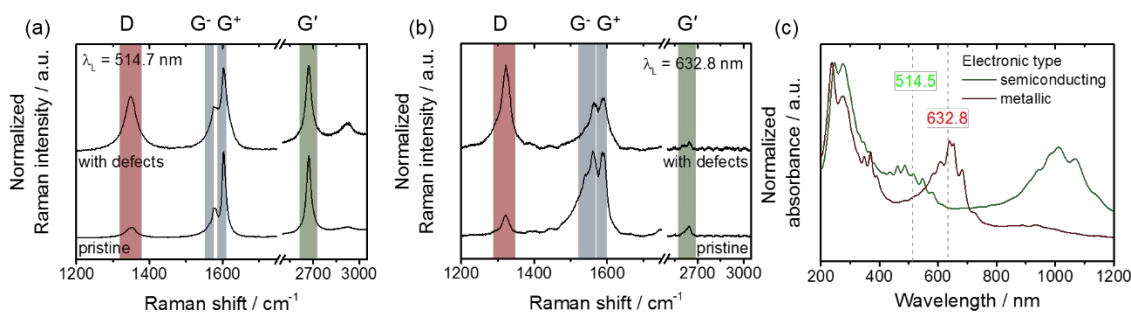 (a)
D
G-
G+
G′
λL = 514.7 nm
with defects
pristine
Normalized
Raman intensity / a.u.
1200
1400
1600
2700
3000
Raman shift / cm-1
(b)
D
G-
G+
G′
λL = 632.8 nm
with defects
pristine
Normalized
Raman intensity / a.u.
1200
1400
1600
2700
3000
Raman shift / cm-1
(c)
Electronic type
semiconducting
metallic
514.5
632.8
Normalized
absorbance / a.u.
200
400
600
800
1000
1200
Wavelength / nm